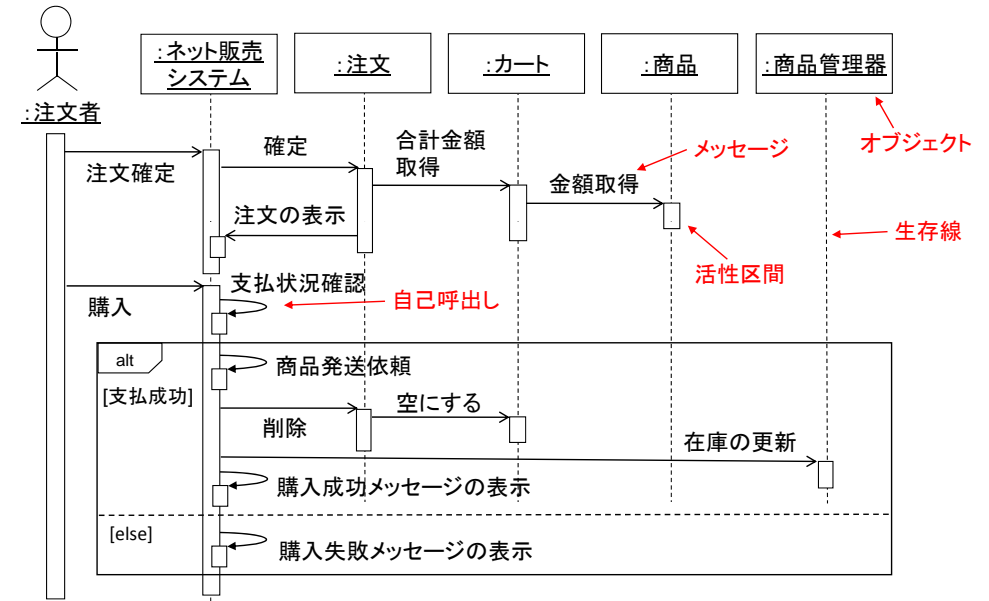 :ネット販売
システム
:注文
:カート
:商品
:商品管理器
:注文者
オブジェクト
注文確定
確定
合計金額
取得
メッセージ
金額取得
注文の表示
生存線
活性区間
支払状況確認
購入
自己呼出し
alt
商品発送依頼
[支払成功]
削除
空にする
在庫の更新
購入成功メッセージの表示
[else]
購入失敗メッセージの表示